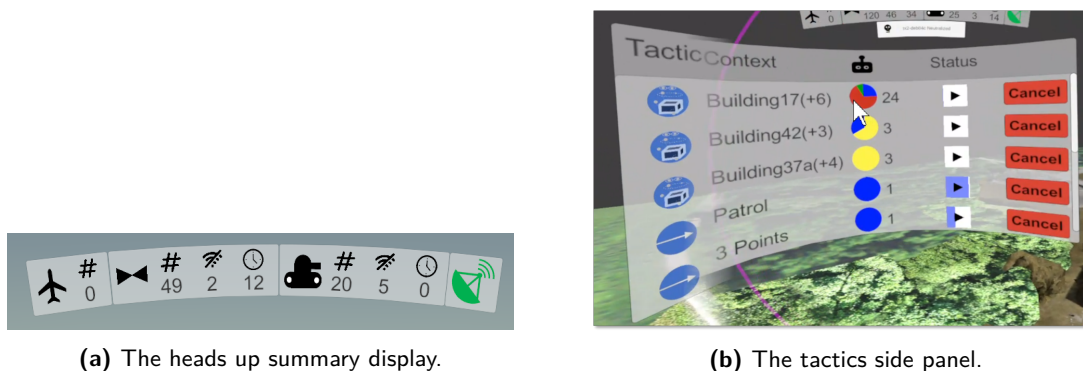 #
0
#
49
2
12
#
20
5
0
(a) The heads up summary display.
0
120 46 34
25 3 14
Tactic Context Status
Building17(+6) 24 Cancel
Building42(+3) 3 Cancel
Building37a(+4) 3 Cancel
Patrol 1 Cancel
3 Points 1 Cancel
(b) The tactics side panel.